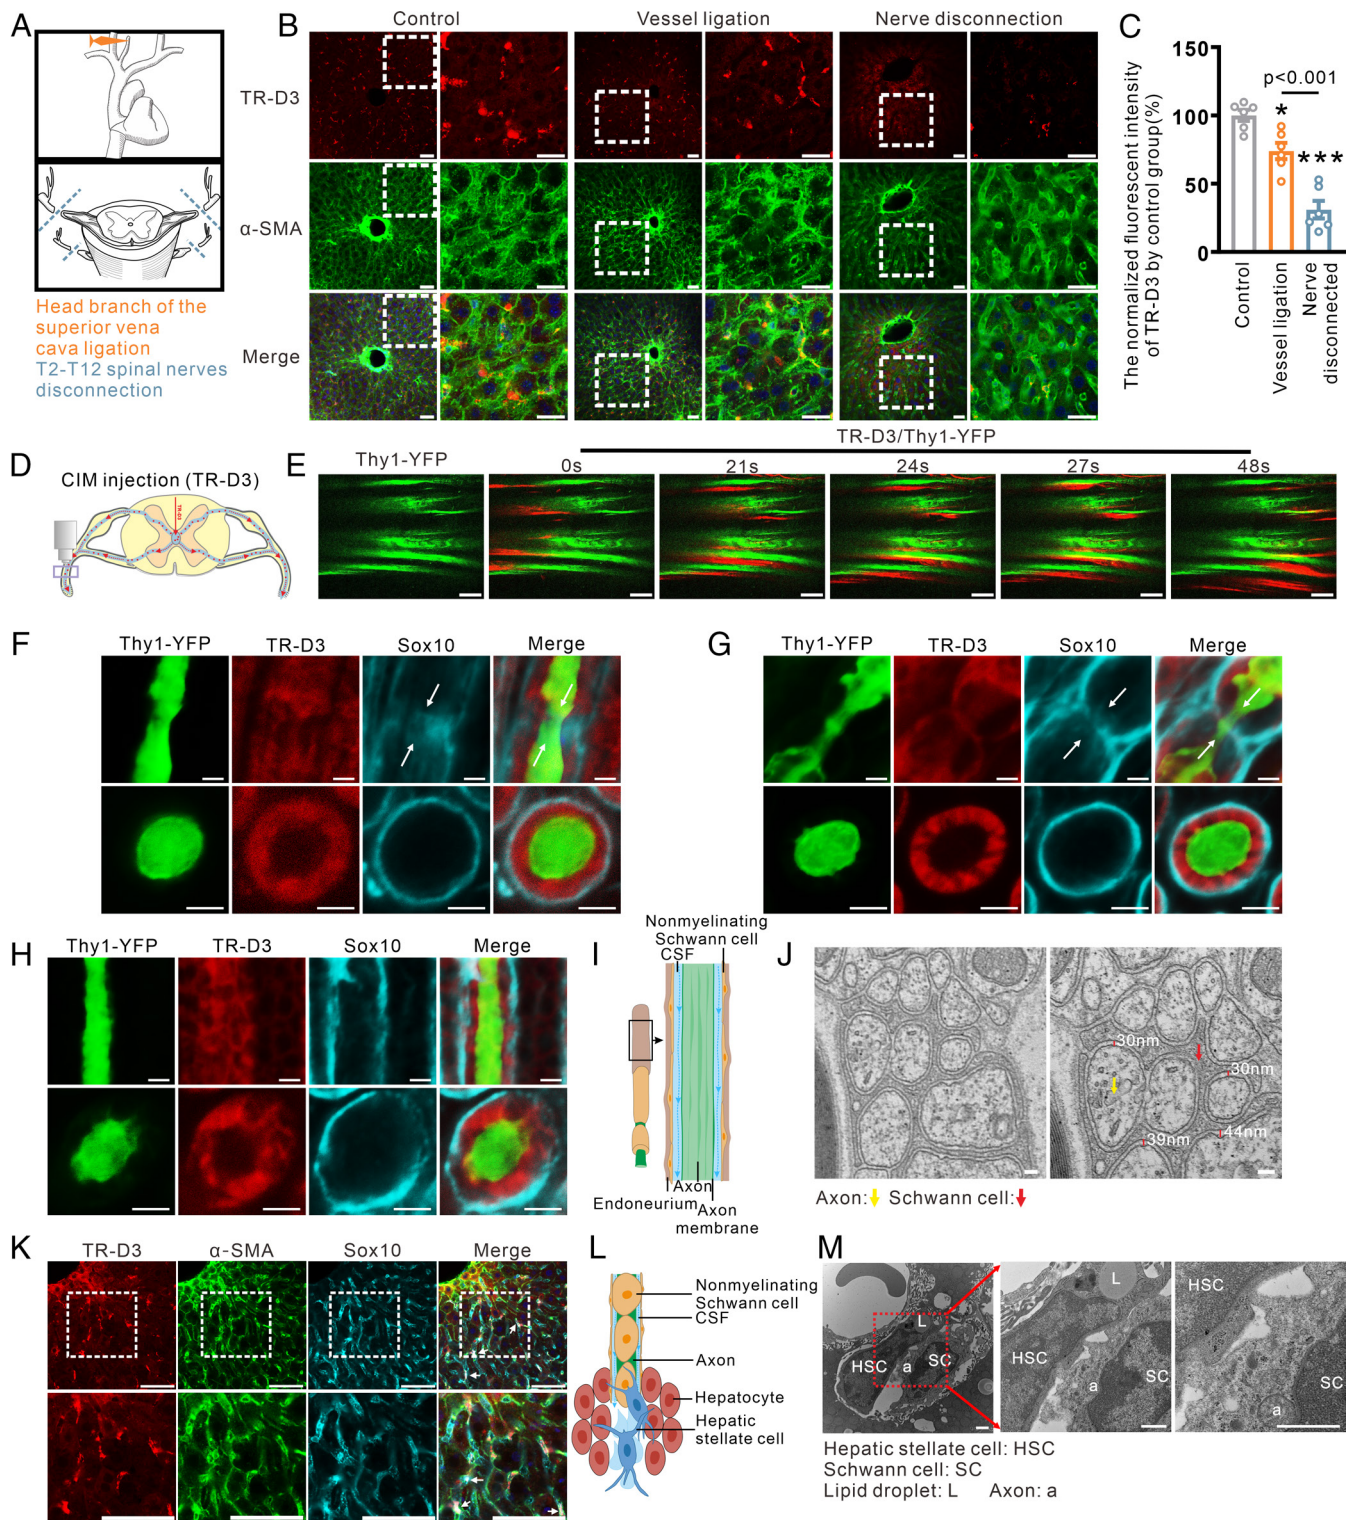 A
Head branch of the
superior vena
cava ligation
T2-T12 spinal nerves
disconnection
B
Control
Vessel ligation
Nerve disconnection
TR-D3
α-SMA
Merge
C
The normalized fluorescent intensity
of TR-D3 by control group(%)
150
100
50
0
p<0.001
*
***
Control
Vessel ligation
Nerve
disconnected
D
CIM injection (TR-D3)
TR-D3
E
TR-D3/Thy1-YFP
Thy1-YFP
0s
21s
24s
27s
48s
F
Thy1-YFP
TR-D3
Sox10
Merge
G
Thy1-YFP
TR-D3
Sox10
Merge
H
Thy1-YFP
TR-D3
Sox10
Merge
I
Nonmyelinating
Schwann cell
CSF
Axon
Endoneurium
Axon
membrane
J
30nm
30nm
39nm
44nm
Axon:
Schwann cell:
K
TR-D3
α-SMA
Sox10
Merge
L
Nonmyelinating
Schwann cell
CSF
Axon
Hepatocyte
Hepatic
stellate cell
M
L
HSC
a
SC
L
HSC
SC
a
HSC
SC
a
Hepatic stellate cell: HSC
Schwann cell: SC
Lipid droplet: L
Axon: a